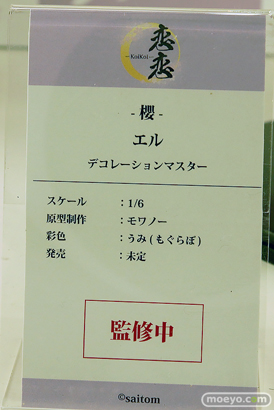 恋恋
-KoiKoi-
- 櫻 -
エル
デコレーションマスター
スケール ：1/6
原型制作 ：モワノー
彩色 ：うみ(もぐらぼ)
発売 ：未定
監修中
©saitom
moeyo.com